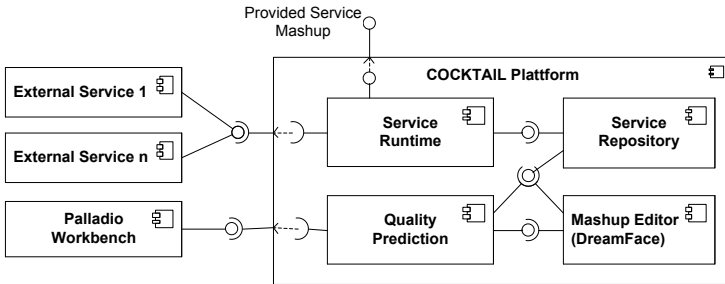 Provided Service
Mashup
COCKTAIL Plattform
External Service 1
External Service n
Palladio
Workbench
Service
Runtime
Service
Repository
Quality
Prediction
Mashup Editor
(DreamFace)